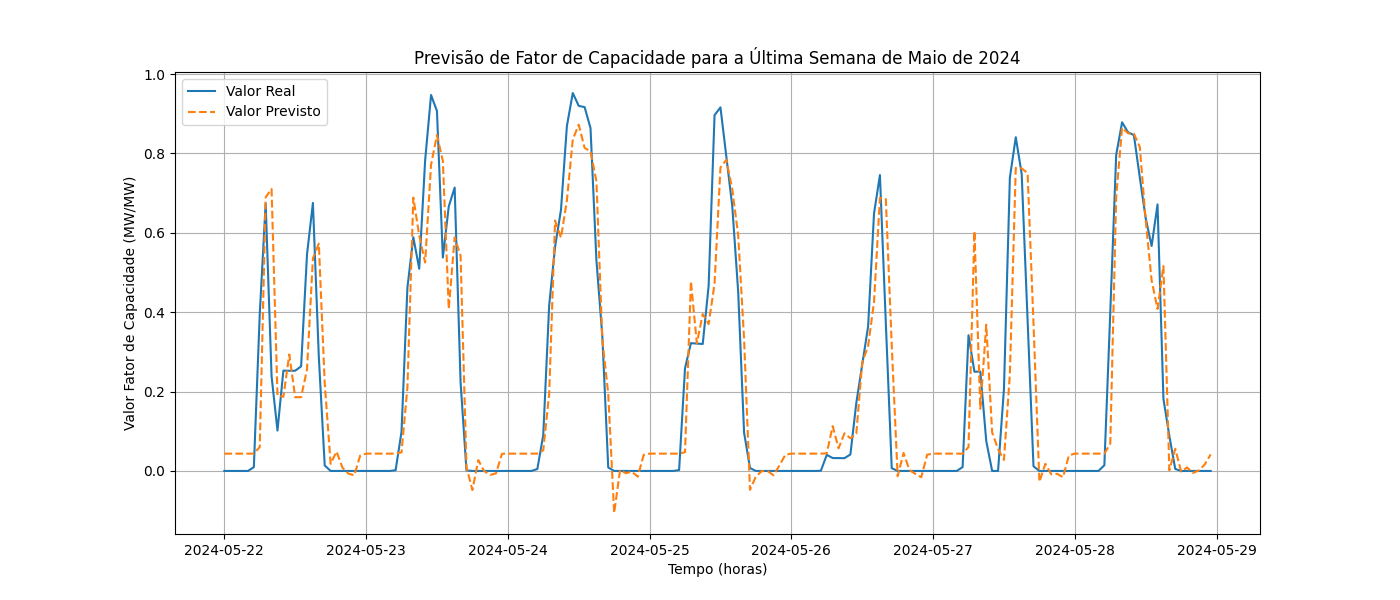 Previsão de Fator de Capacidade para a Última Semana de Maio de 2024
Valor Real
Valor Previsto
Valor Fator de Capacidade (MW/MW)
1.0
0.8
0.6
0.4
0.2
0.0
2024-05-22 2024-05-23 2024-05-24 2024-05-25 2024-05-26 2024-05-27 2024-05-28 2024-05-29
Tempo (horas)